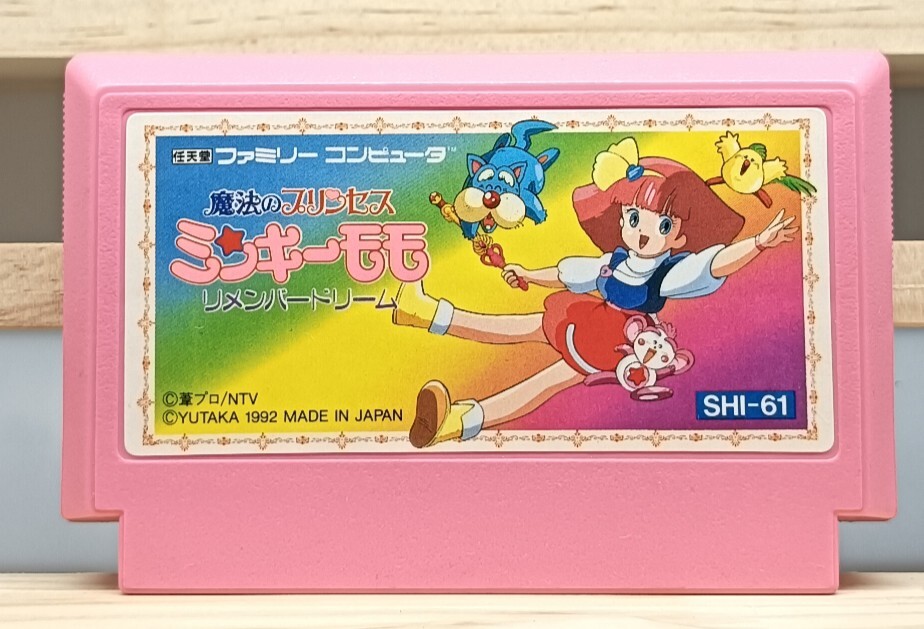 任天堂 ファミリー コンピュータ™
魔法のプリンセス
ミンキーモモ
リメンバードリーム
©葦プロ/NTV
©YUTAKA 1992 MADE IN JAPAN
SHI-61